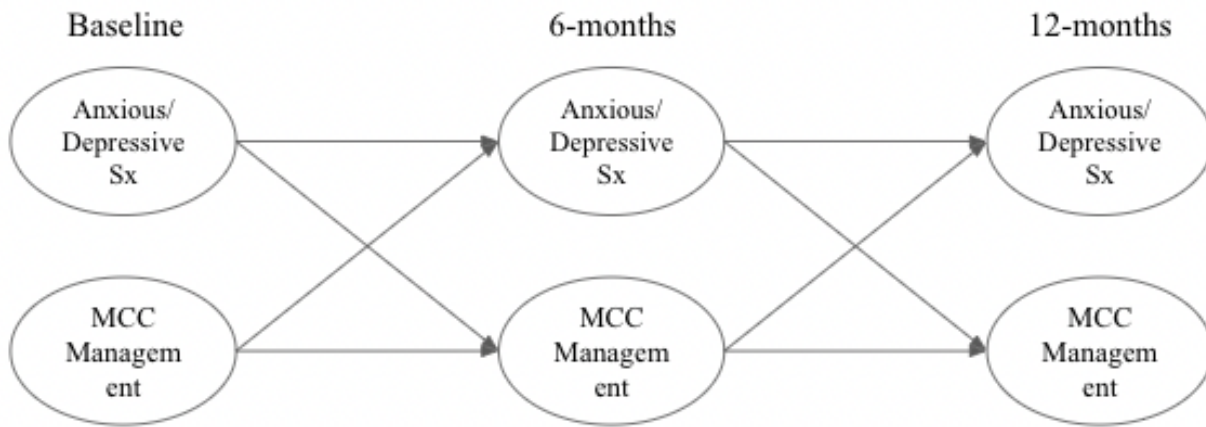 Baseline
6-months
12-months
Anxious/
Depressive
Sx
Anxious/
Depressive
Sx
Anxious/
Depressive
Sx
MCC
Managem
ent
MCC
Managem
ent
MCC
Managem
ent